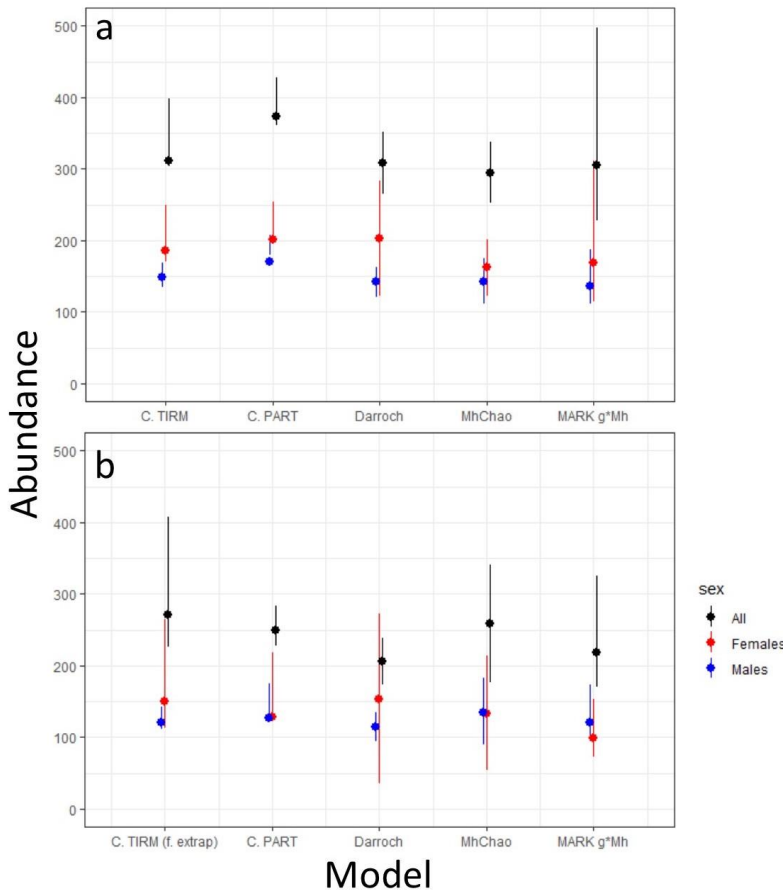 a
500
400
300
200
100
0
C. TIRM C. PART Darroch MhChao MARK g*Mh
Abundance
b
500
400
300
200
100
0
C. TIRM (f. extrap) C. PART Darroch MhChao MARK g*Mh
Model
sex
All
Females
Males